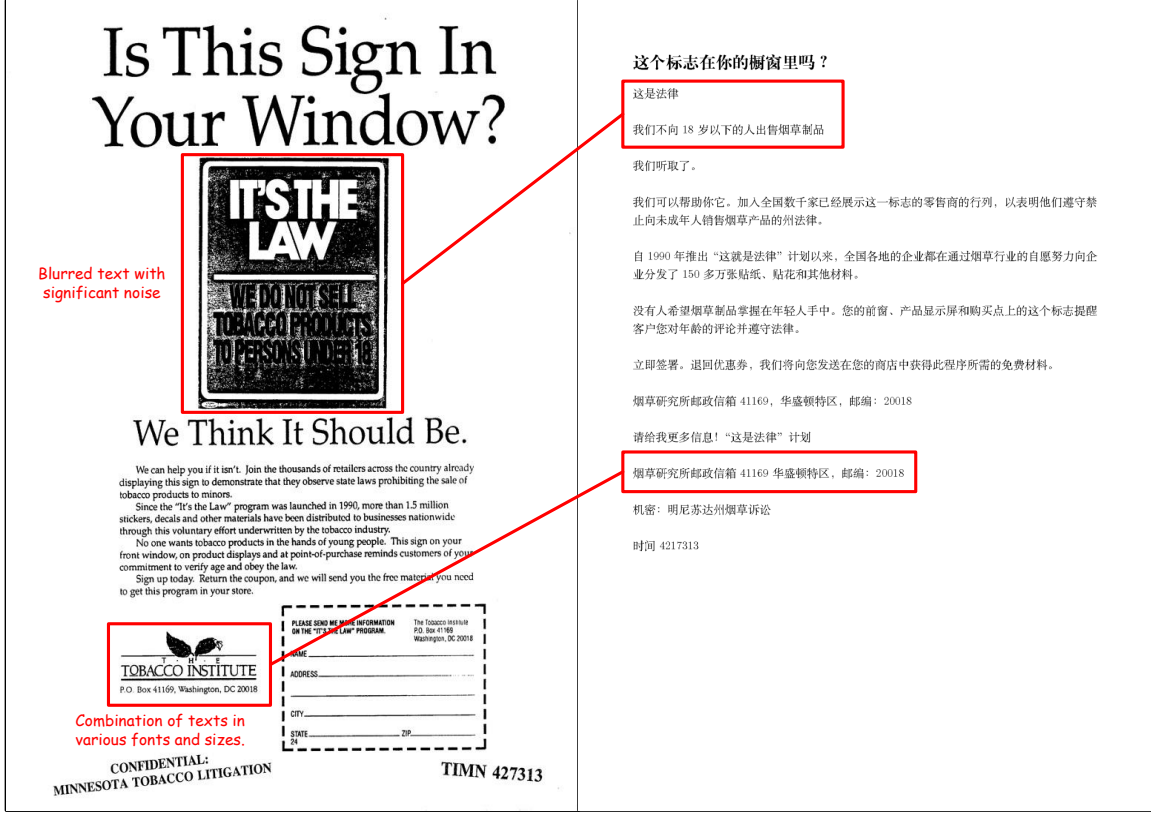 Is This Sign In
Your Window?
IT'S THE
LAW
WE DO NOT SELL
TOBACCO PRODUCTS
TO PERSONS UNDER 18
Blurred text with
significant noise
We Think It Should Be.
We can help you if it isn't. Join the thousands of retailers across the country already
displaying this sign to demonstrate that they observe state laws prohibiting the sale of
tobacco products to minors.
Since the "It's the Law" program was launched in 1990, more than 1.5 million
stickers, decals and other materials have been distributed to businesses nationwide
through this voluntary effort underwritten by the tobacco industry.
No one wants tobacco products in the hands of young people. This sign on your
front window, on product displays and at point-of-purchase reminds customers of your
commitment to verify age and obey the law.
Sign up today. Return the coupon, and we will send you the free material you need
to get this program in your store.
T · H · E
TOBACCO INSTITUTE
P.O. Box 41169, Washington, DC 20018
Combination of texts in
various fonts and sizes.
PLEASE SEND ME MORE INFORMATION
ON THE "IT'S THE LAW" PROGRAM.
The Tobacco Institute
P.O. Box 41169
Washington, DC 20018
NAME
ADDRESS
CITY
STATE ZIP
24
CONFIDENTIAL:
MINNESOTA TOBACCO LITIGATION
TIMN 427313
这个标志在你的橱窗里吗？
这是法律
我们不向 18 岁以下的人出售烟草制品
我们听取了。
我们可以帮助你它。加入全国数千家已经展示这一标志的零售商的行列，以表明他们遵守禁
止向未成年人销售烟草产品的州法律。
自 1990 年推出“这就是法律”计划以来，全国各地的企业都在通过烟草行业的自愿努力向企
业分发了 150 多万张贴纸、贴花和其他材料。
没有人希望烟草制品掌握在年轻人手中。您的前窗、产品显示屏和购买点上的这个标志提醒
客户您对年龄的评论并遵守法律。
立即签署。退回优惠券，我们将向您发送在您的商店中获得此程序所需的免费材料。
烟草研究所邮政信箱 41169，华盛顿特区，邮编：20018
请给我更多信息！“这是法律”计划
烟草研究所邮政信箱 41169 华盛顿特区，邮编：20018
机密：明尼苏达州烟草诉讼
时间 4217313